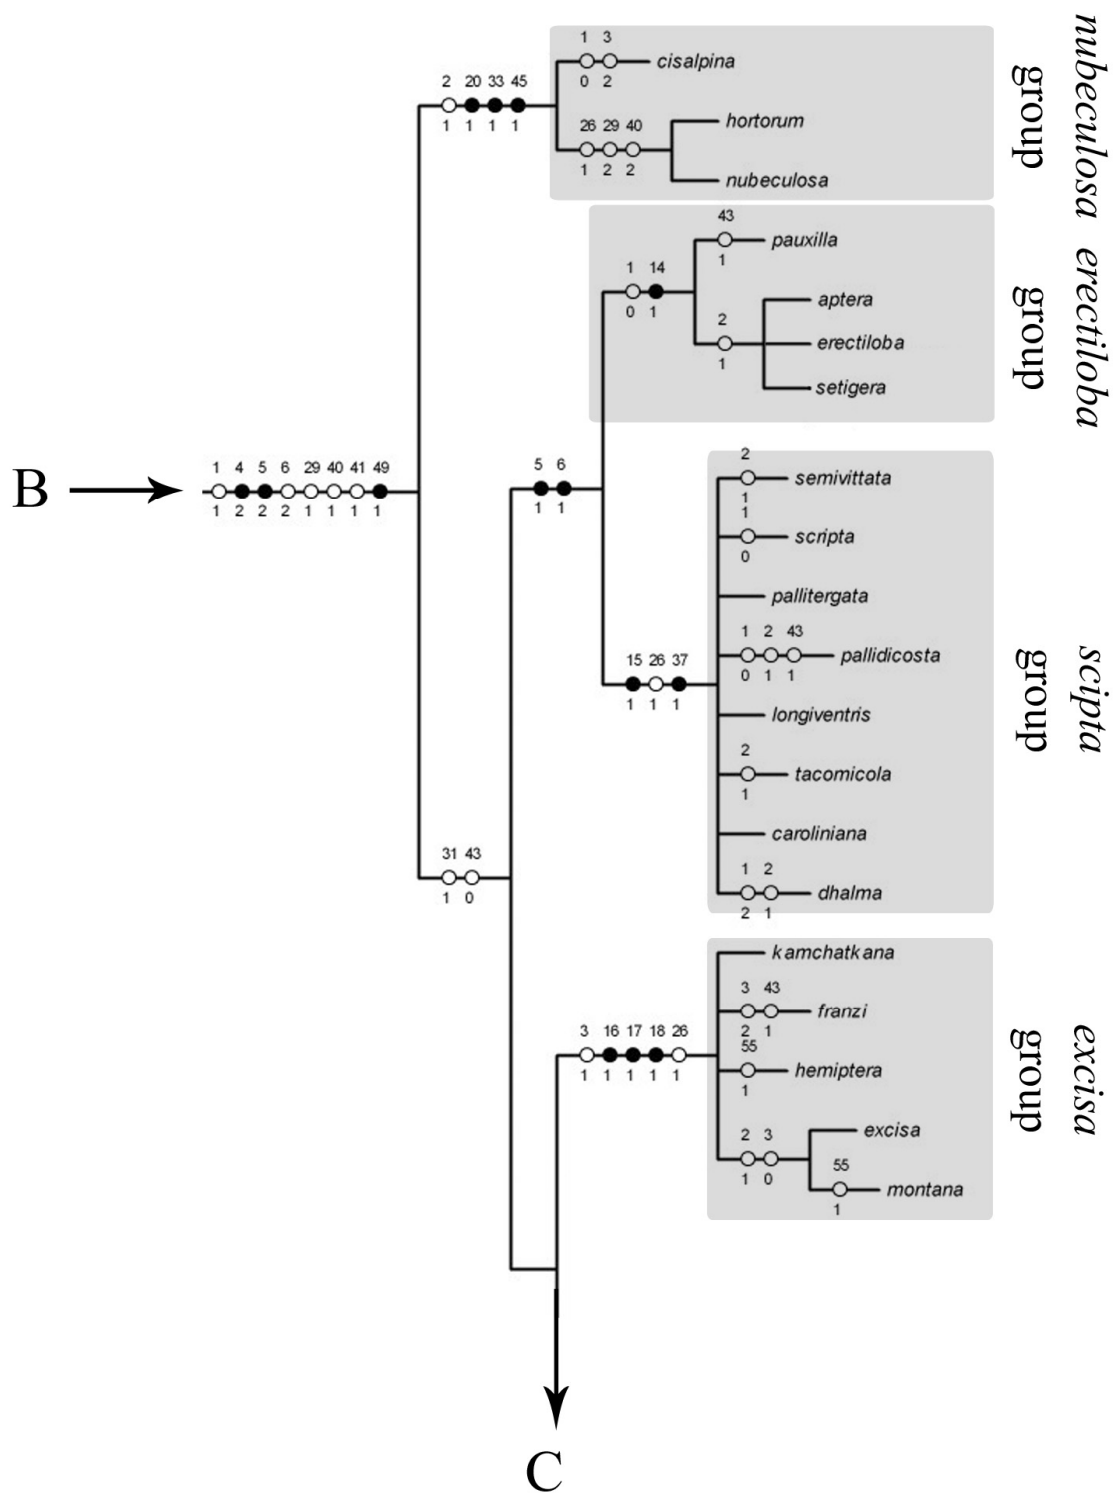 1 3
cisalpina
0 2
2 20 33 45
1 1 1 1
hortorum
26 29 40
1 2 2
nubeculosa
nubeculosa
group
43
pauxilla
1
1 14
0 1
aptera
2
erectiloba
1
setigera
erectiloba
group
B
1 4 5 6 29 40 41 49
1 2 2 2 1 1 1 1
5 6
1 1
2
semivittata
1
1
scripta
0
pallitergata
1 2 43
pallidicosta
0 1 1
15 26 37
1 1 1
longiventris
2
tacomicola
1
caroliniana
1 2
dhalma
2 1
scipta
group
31 43
1 0
kamchatkana
3 43
franzi
2 1
3 16 17 18 26
1 1 1 1 1
55
hemiptera
1
excisa
2 3
1 0
55
montana
1
excisa
group
C